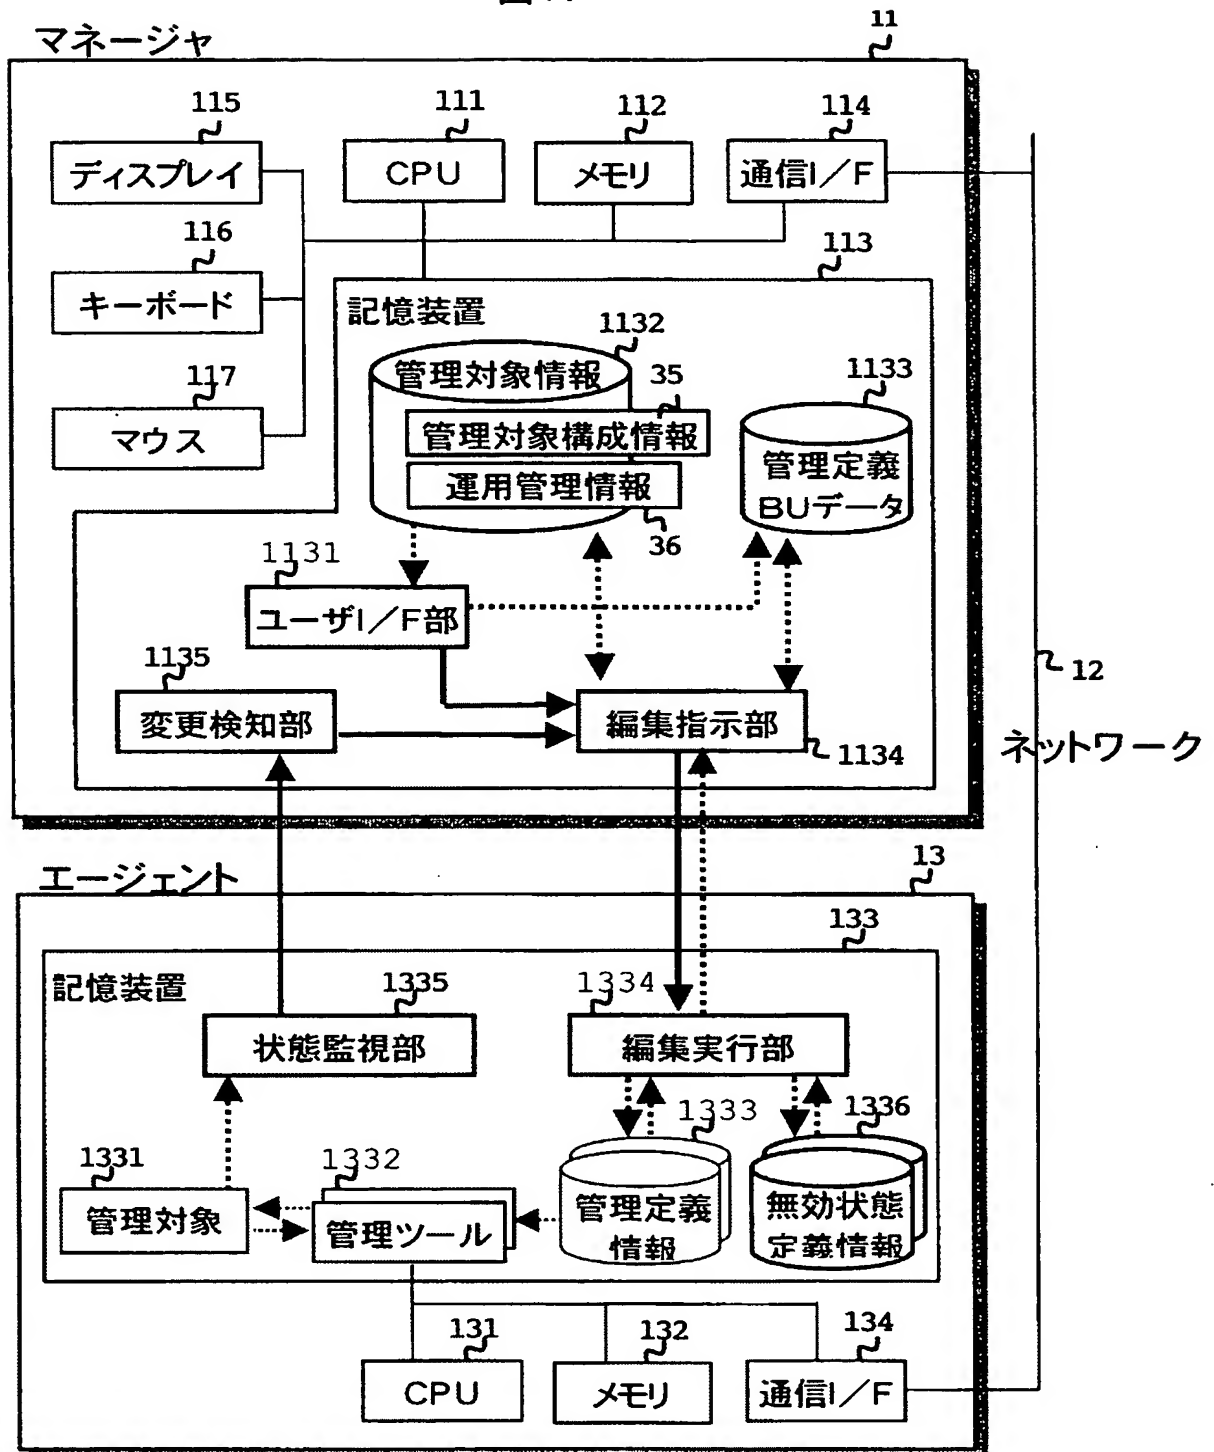 マネージャ
11
115
ディスプレイ
111
CPU
112
メモリ
114
通信I/F
116
キーボード
117
マウス
113
記憶装置
1132
管理対象情報
35
管理対象構成情報
運用管理情報
36
1133
管理定義
BUデータ
1131
ユーザI/F部
1135
変更検知部
編集指示部
1134
12
ネットワーク
エージェント
13
133
記憶装置
1335
状態監視部
1334
編集実行部
1331
管理対象
1332
管理ツール
1333
管理定義
情報
1336
無効状態
定義情報
131
CPU
132
メモリ
134
通信I/F